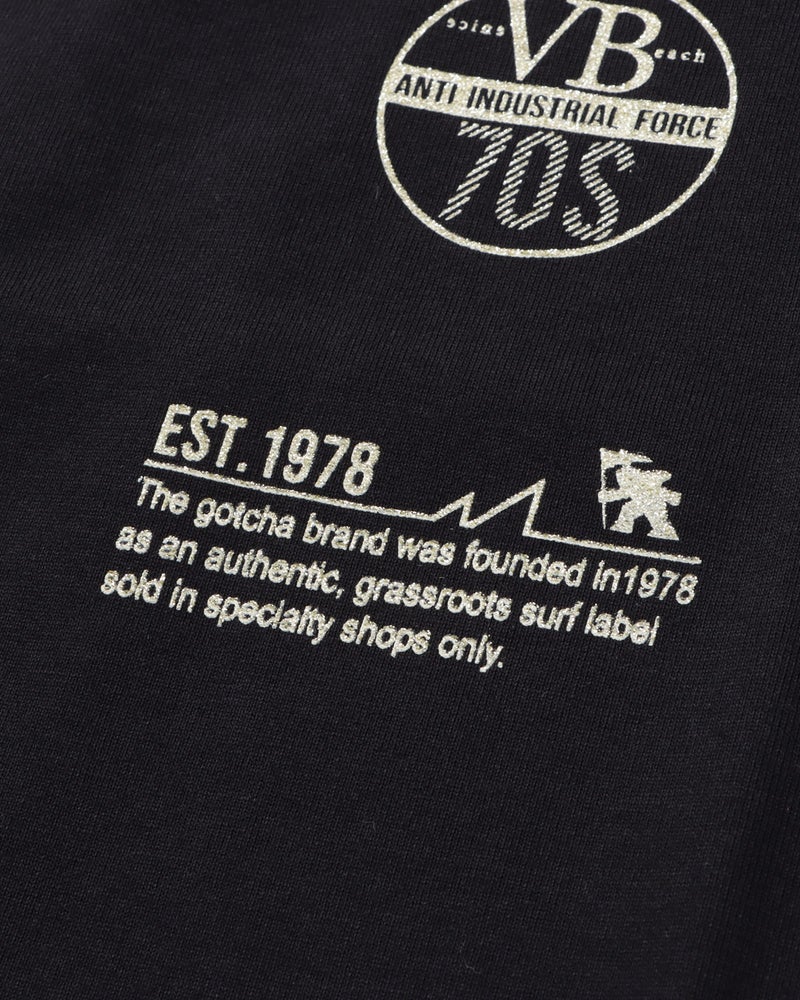 VB
each
ANTI INDUSTRIAL FORCE
70S
EST. 1978
The gotcha brand was founded in1978
as an authentic, grassroots surf label
sold in specialty shops only.